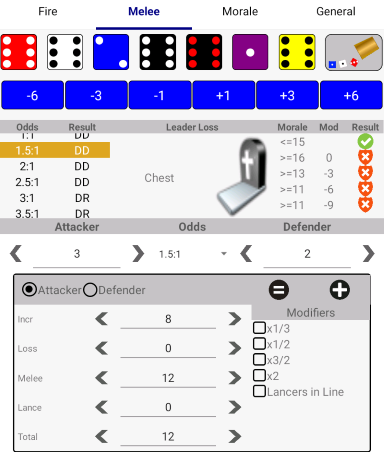 Fire Melee Morale General
-6 -3 -1 +1 +3 +6
Odds Result Leader Loss Morale Mod Result
1:1 DD <=15
1.5:1 DD <=16 0
2:1 DD Chest <=13 -3
2.5:1 DD <=11 -6
3:1 DR <=11 -9
3.5:1 DR
Attacker Odds Defender
3 1.5:1 2
Attacker Defender
Incr 8 Modifiers
x1/3
Loss 0 x1/2
x3/2
Melee 12 x2
Lancers in Line
Lance 0
Total 12